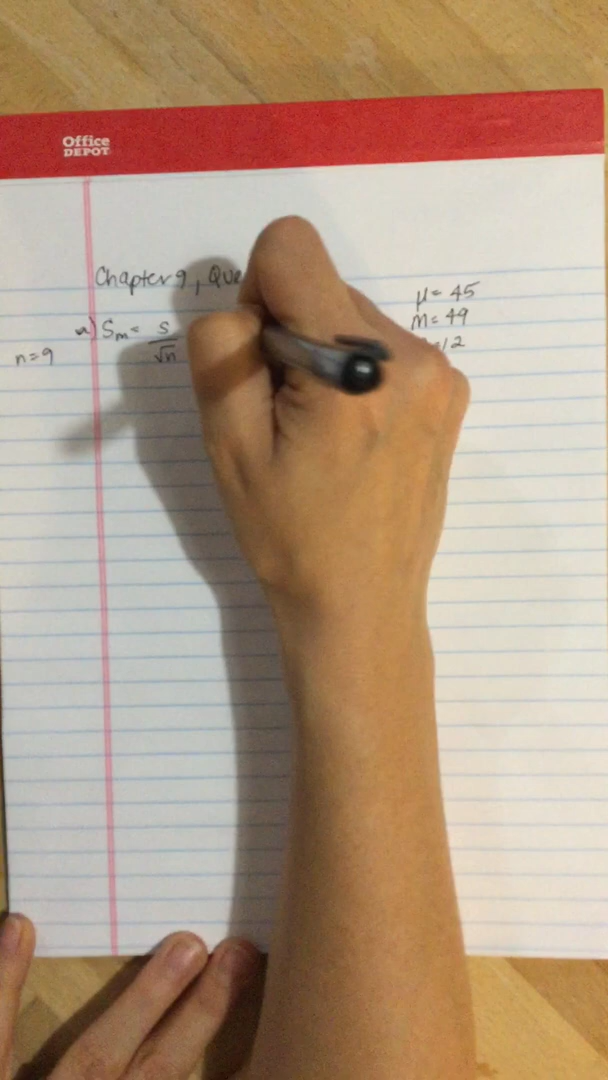 Office
DEPOT
Chapter 9, Que
μ = 45
a) Sm = s/√n
M = 49
n = 9